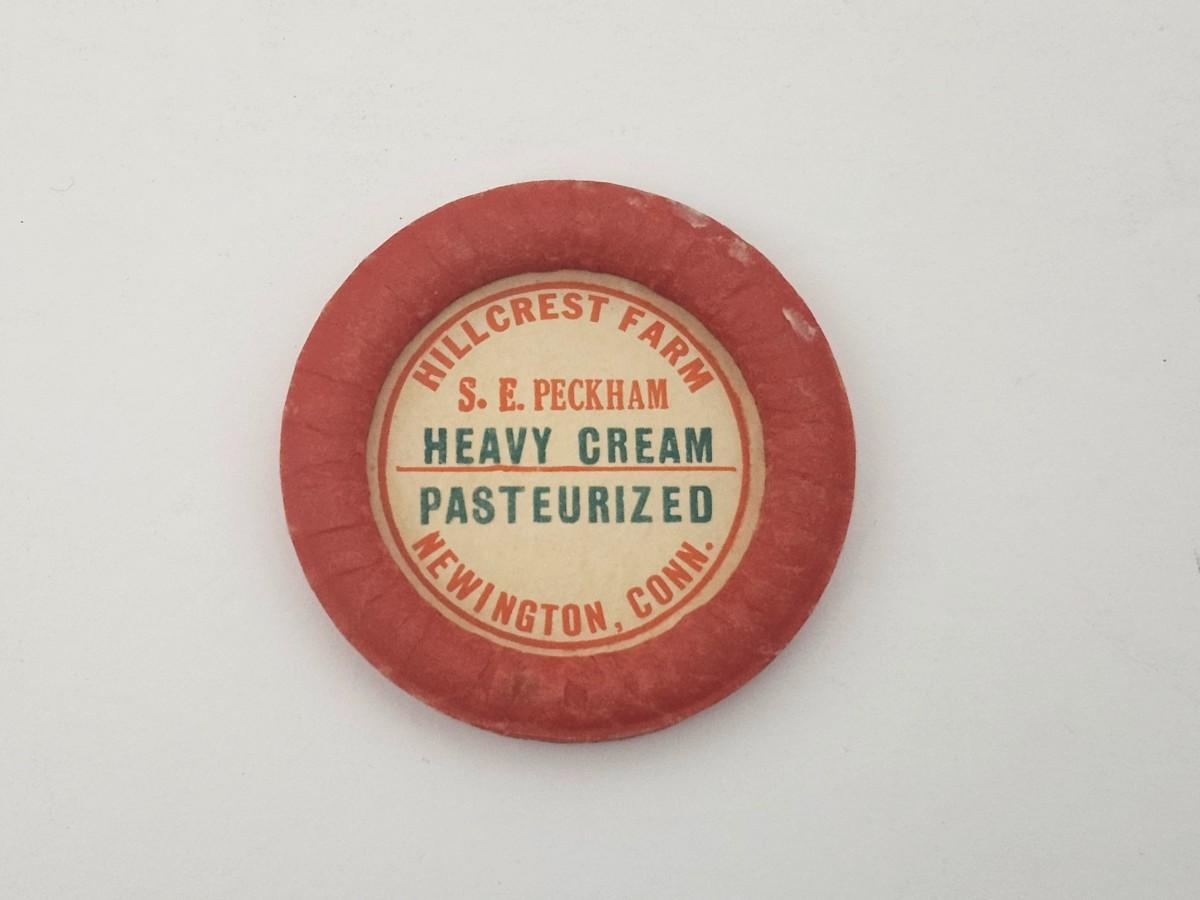 HILLCREST FARM
S. E. PECKHAM
HEAVY CREAM
PASTEURIZED
NEWINGTON, CONN.